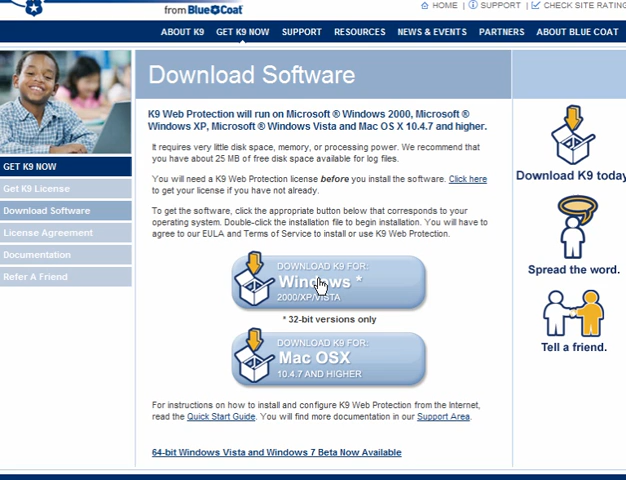 from Blue Coat
HOME | SUPPORT | CHECK SITE RATING
ABOUT K9 GET K9 NOW SUPPORT RESOURCES NEWS & EVENTS PARTNERS ABOUT BLUE COAT
Download Software
K9 Web Protection will run on Microsoft ® Windows 2000, Microsoft ®
Windows XP, Microsoft ® Windows Vista and Mac OS X 10.4.7 and higher.
It requires very little disk space, memory, or processing power. We recommend that
you have about 25 MB of free disk space available for log files.
You will need a K9 Web Protection license before you install the software. Click here
to get your license if you have not already.
To get the software, click the appropriate button below that corresponds to your
operating system. Double-click the installation file to begin installation. You will have to
agree to our EULA and Terms of Service to install or use K9 Web Protection.
DOWNLOAD K9 FOR:
Windows *
2000/XP/VISTA
* 32-bit versions only
DOWNLOAD K9 FOR:
Mac OSX
10.4.7 AND HIGHER
For instructions on how to install and configure K9 Web Protection from the Internet,
read the Quick Start Guide. You will find more documentation in our Support Area.
64-bit Windows Vista and Windows 7 Beta Now Available
GET K9 NOW
Get K9 License
Download Software
License Agreement
Documentation
Refer A Friend
Download K9 today
Spread the word.
Tell a friend.